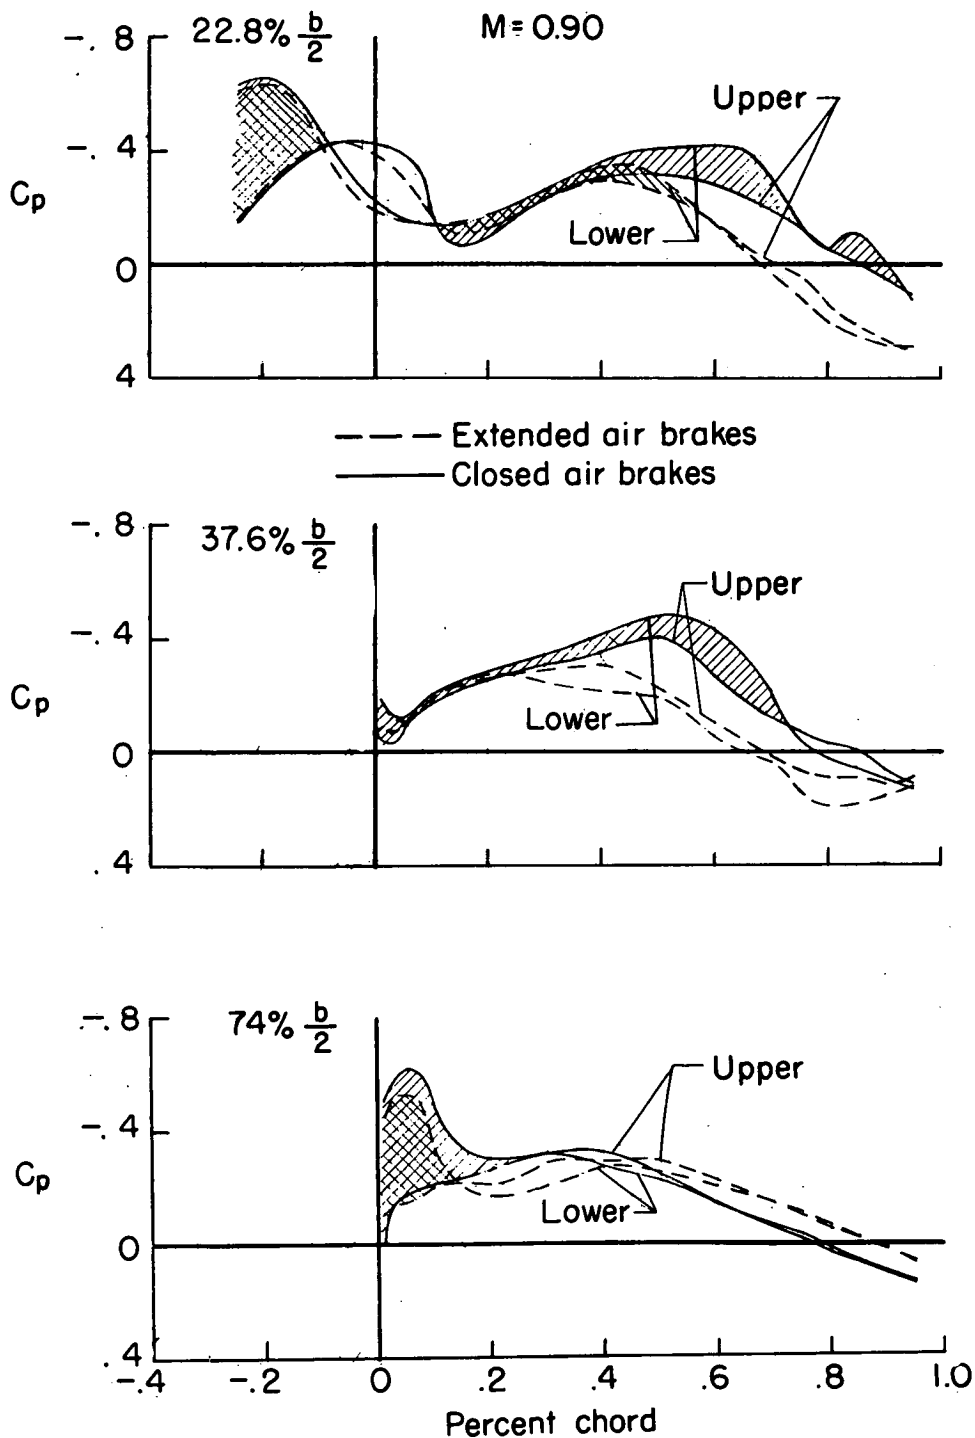 22.8% b/2
M=0.90
-.8
-.4
0
4
Cp
Upper
Lower
Extended air brakes
Closed air brakes
37.6% b/2
-.8
-.4
0
.4
Cp
Upper
Lower
74% b/2
-.8
-.4
0
.4
Cp
Upper
Lower
-.4 -.2 0 .2 .4 .6 .8 1.0
Percent chord